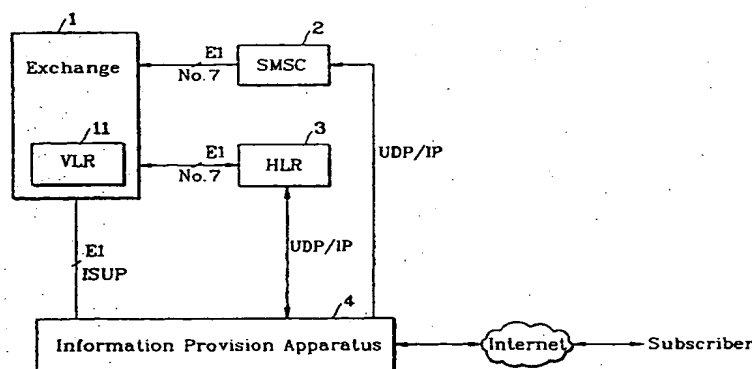 1
Exchange
E1
No.7
2
SMSC
11
VLR
E1
No.7
3
HLR
UDP/IP
E1
ISUP
UDP/IP
4
Information Provision Apparatus
Internet
Subscriber